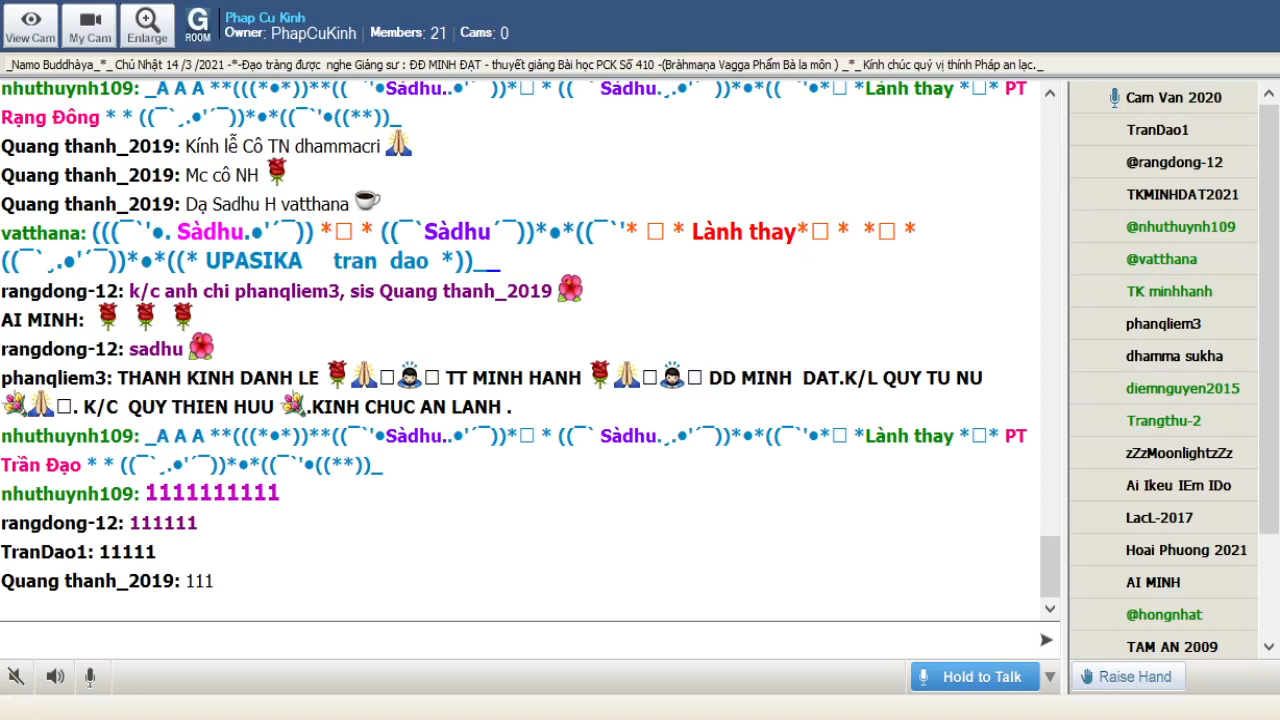 View Cam
My Cam
Enlarge
G
ROOM
Phap Cu Kinh
Owner: PhapCuKinh | Members: 21 | Cams: 0
_Namo Buddhàya_*_ Chú Nhật 14 /3 /2021 -*-Đạo tràng được nghe Giảng sư : ĐĐ MINH ĐẠT - thuyết giảng Bài học PCK Số 410 -(Bràhmaṇa Vagga Phẩm Bà la môn ) _*_ Kính chúc quý vị thính Pháp an lạc._
nhuthuynh109: _A A A **(((*●*))**((¯`'●Sàdhu..●'´¯))*□ * ((¯` Sàdhu.¸.●'´¯))*●*((¯`'●*□ *Lành thay *□* PT
Rạng Đông * * ((¯`¸.●'´¯))*●*((¯`'●((**))_
Quang thanh_2019: Kính lễ Cô TN dhammacri 🙏
Quang thanh_2019: Mc cô NH 🌹
Quang thanh_2019: Dạ Sadhu H vatthana ☕
vatthana: (((¯`'●. Sàdhu.●'´¯)) *□ * ((¯`Sàdhu´¯))*●*((¯`'* □ * Lành thay*□ * *□ *
((¯`¸.●'´¯))*●*((* UPASIKA tran dao *))__
rangdong-12: k/c anh chi phanqliem3, sis Quang thanh_2019 🌺
AI MINH: 🌹 🌹 🌹
rangdong-12: sadhu 🌺
phanqliem3: THANH KINH DANH LE 🌹🙏□🙇□ TT MINH HANH 🌹🙏□🙇□ DD MINH DAT.K/L QUY TU NU
💐🙏□. K/C QUY THIEN HUU 💐.KINH CHUC AN LANH .
nhuthuynh109: _A A A **(((*●*))**((¯`'●Sàdhu..●'´¯))*□ * ((¯` Sàdhu.¸.●'´¯))*●*((¯`'●*□ *Lành thay *□* PT
Trần Đạo * * ((¯`¸.●'´¯))*●*((¯`'●((**))_
nhuthuynh109: 1111111111
rangdong-12: 111111
TranDao1: 11111
Quang thanh_2019: 111
Cam Van 2020
TranDao1
@rangdong-12
TKMINHDAT2021
@nhuthuynh109
@vatthana
TK minhhanh
phanqliem3
dhamma sukha
diemnguyen2015
Trangthu-2
zZzMoonlightzZz
Ai Ikeu IEm IDo
LacL-2017
Hoai Phuong 2021
AI MINH
@hongnhat
TAM AN 2009
Hold to Talk
Raise Hand